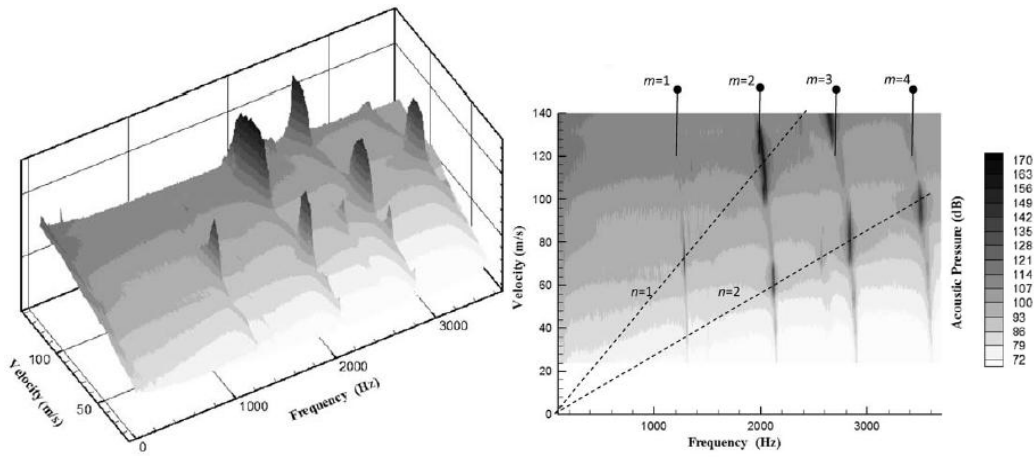 100
50
Velocity (m/s)
0
1000
2000
3000
Frequency (Hz)
m=1
m=2
m=3
m=4
140
120
100
80
60
40
20
0
Velocity (m/s)
n=1
n=2
1000
2000
3000
Frequency (Hz)
Acoustic Pressure (dB)
170
163
156
149
142
135
128
121
114
107
100
93
86
79
72